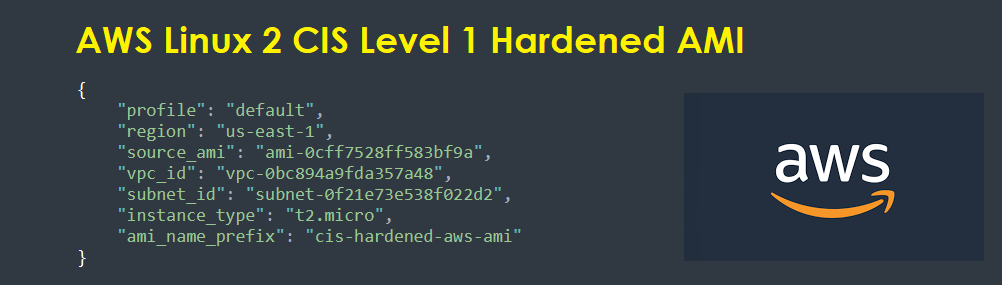 AWS Linux 2 CIS Level 1 Hardened AMI
{
"profile": "default",
"region": "us-east-1",
"source_ami": "ami-0cff7528ff583bf9a",
"vpc_id": "vpc-0bc894a9fda357a48",
"subnet_id": "subnet-0f21e73e538f022d2",
"instance_type": "t2.micro",
"ami_name_prefix": "cis-hardened-aws-ami"
}
aws